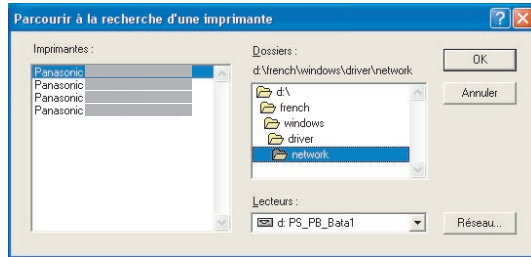 Parcourir à la recherche d'une imprimante
Imprimantes :
Panasonic
Panasonic
Panasonic
Panasonic
Dossiers :
d:\french\windows\driver\network
d:\
french
windows
driver
network
Lecteurs :
d: PS_PB_Bata1
OK
Annuler
Réseau...